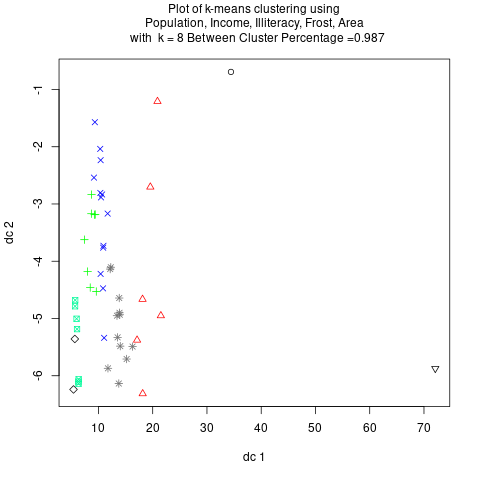 Plot of k-means clustering using
Population, Income, Illiteracy, Frost, Area
with k = 8 Between Cluster Percentage =0.987
-1
-2
-3
-4
-5
-6
dc 2
10 20 30 40 50 60 70
dc 1